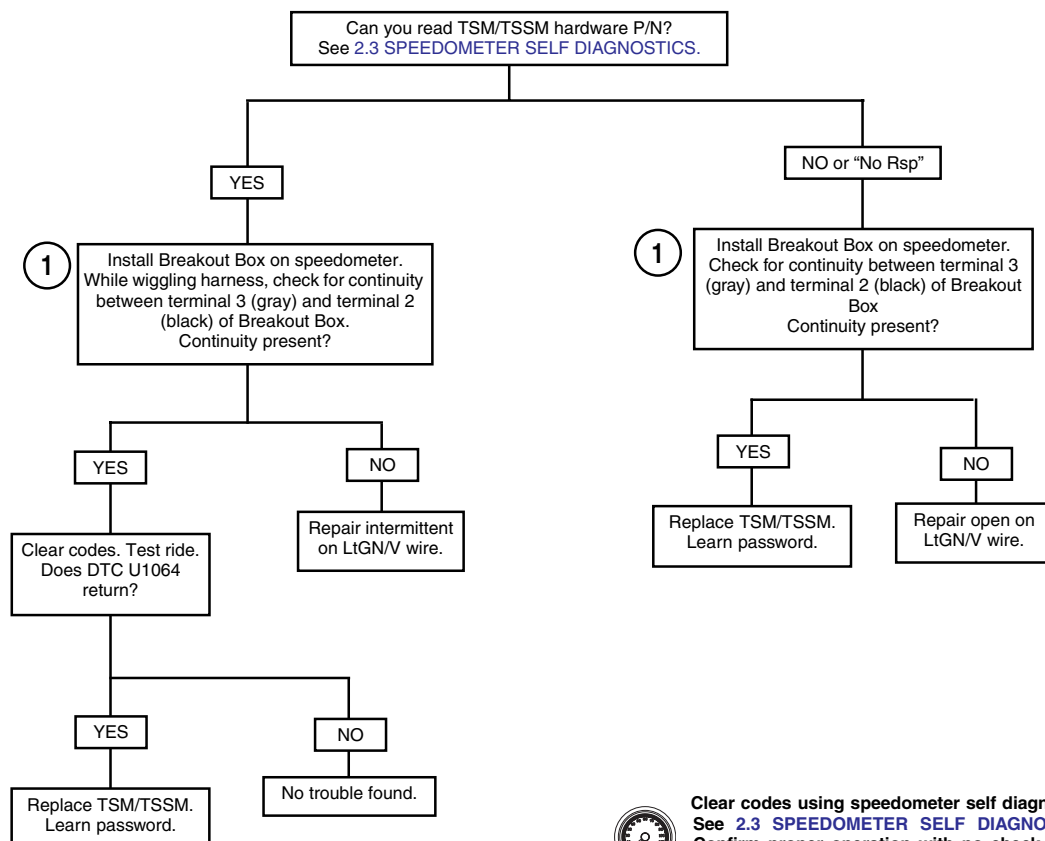 Can you read TSM/TSSM hardware P/N?
See 2.3 SPEEDOMETER SELF DIAGNOSTICS.
YES
NO or “No Rsp”
1
Install Breakout Box on speedometer.
While wiggling harness, check for continuity
between terminal 3 (gray) and terminal 2
(black) of Breakout Box.
Continuity present?
1
Install Breakout Box on speedometer.
Check for continuity between terminal 3
(gray) and terminal 2 (black) of Breakout
Box
Continuity present?
YES
NO
YES
NO
Clear codes. Test ride.
Does DTC U1064
return?
Repair intermittent
on LtGN/V wire.
Replace TSM/TSSM.
Learn password.
Repair open on
LtGN/V wire.
YES
NO
Replace TSM/TSSM.
Learn password.
No trouble found.
Clear codes using speedometer self
See 2.3 SPEEDOMETER SELF